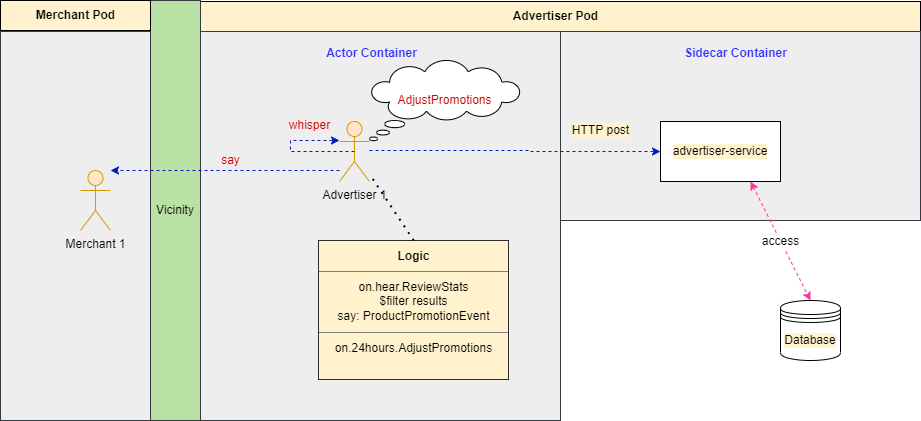 Merchant Pod
Advertiser Pod
Actor Container
Sidecar Container
AdjustPromotions
whisper
HTTP post
say
advertiser-service
Advertiser 1
Vicinity
Merchant 1
access
Logic
on.hear.ReviewStats
$filter results
say: ProductPromotionEvent
on.24hours.AdjustPromotions
Database